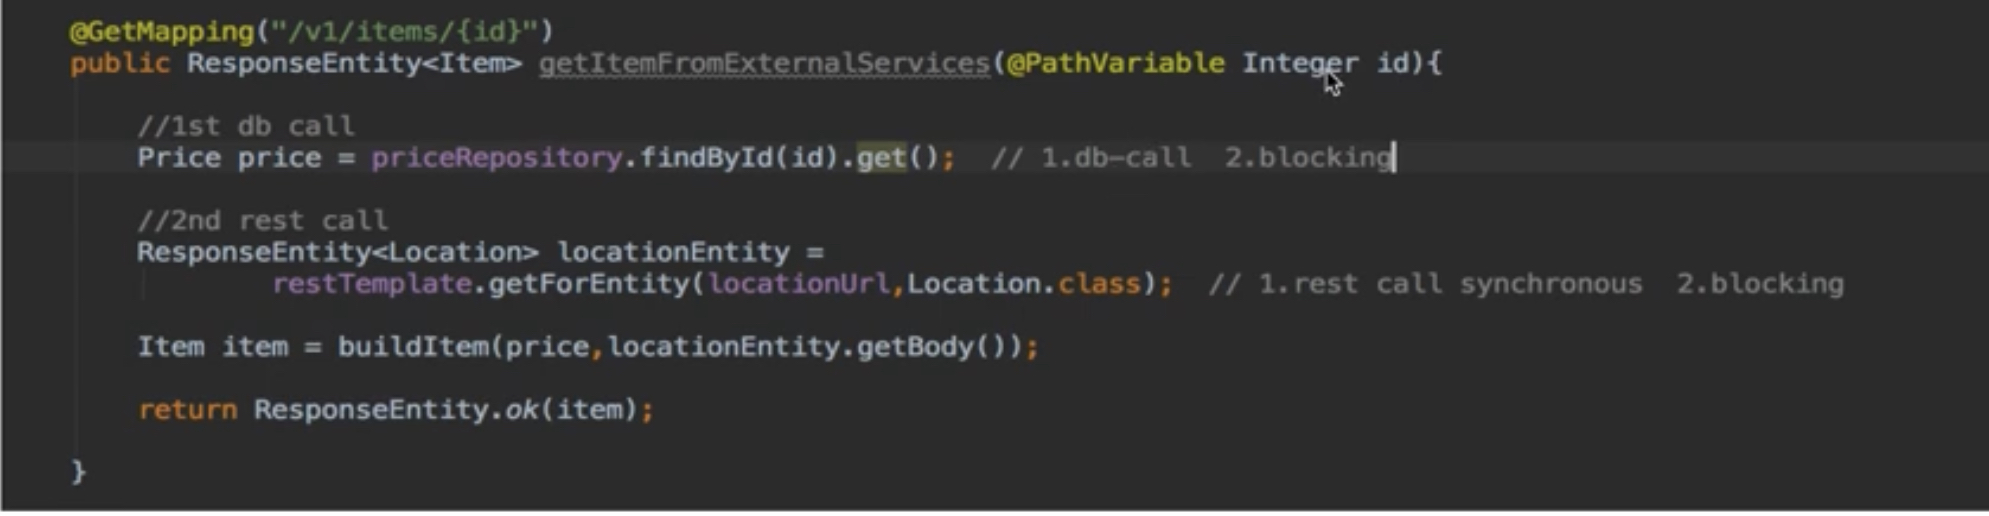 @GetMapping("/v1/items/{id}")
public ResponseEntity<Item> getItemFromExternalServices(@PathVariable Integer id){
//1st db call
Price price = priceRepository.findById(id).get();  // 1.db-call  2.blocking
//2nd rest call
ResponseEntity<Location> locationEntity =
restTemplate.getForEntity(locationUrl,Location.class);  // 1.rest call synchronous  2.blocking
Item item = buildItem(price,locationEntity.getBody());
return ResponseEntity.ok(item);
}